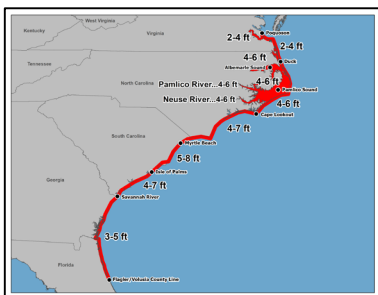 West Virginia
Kentucky
Virginia
2-4 ft
Poquoson
2-4 ft
4-6 ft
Duck
Tennessee
Albemarle Sound
4-6 ft
North Carolina
Pamlico River...4-6 ft
Pamlico Sound
Neuse River...4-6 ft
4-6 ft
Cape Lookout
4-7 ft
South Carolina
Myrtle Beach
5-8 ft
Isle of Palms
4-7 ft
Georgia
Savannah River
3-5 ft
Florida
Flagler/Volusia County Line